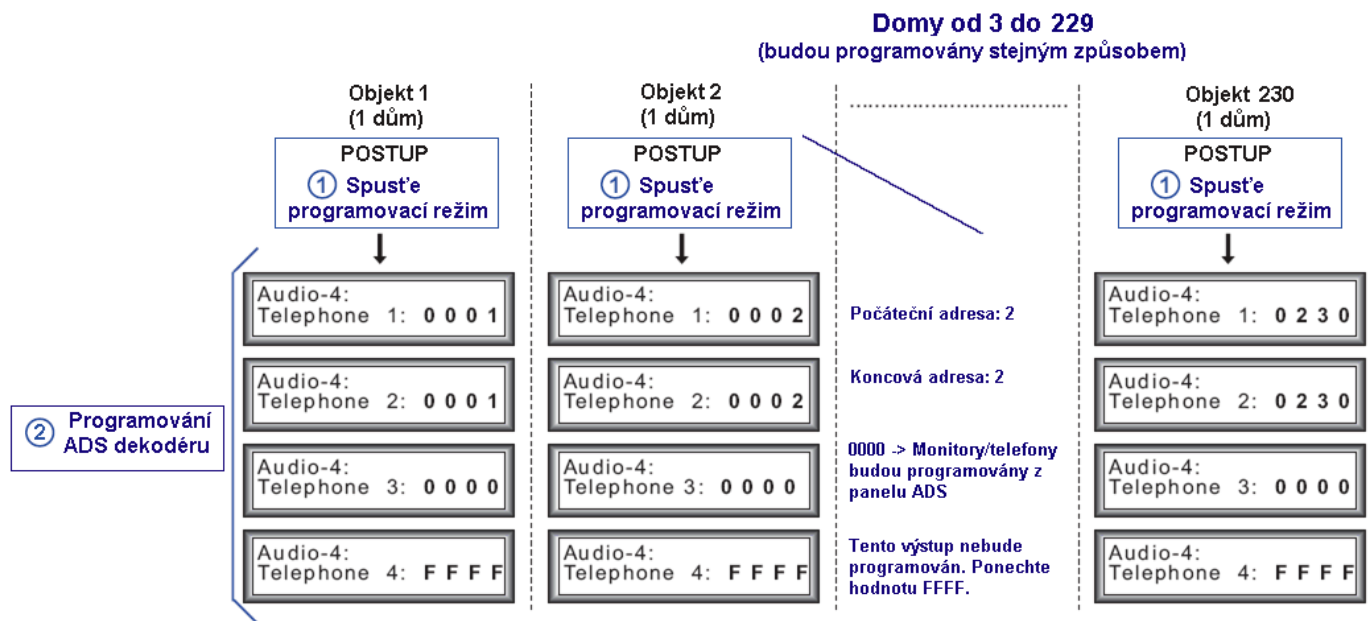 Domy od 3 do 229
(budou programovány stejným způsobem)
Objekt 1
(1 dům)
POSTUP
1 Spusťe
programovací režim
Objekt 2
(1 dům)
POSTUP
1 Spusťe
programovací režim
......................................
Objekt 230
(1 dům)
POSTUP
1 Spusťe
programovací režim
2 Programování
ADS dekodéru
Audio-4:
Telephone 1: 0 0 0 1
Audio-4:
Telephone 1: 0 0 0 2
Počáteční adresa: 2
Audio-4:
Telephone 1: 0 2 3 0
Audio-4:
Telephone 2: 0 0 0 1
Audio-4:
Telephone 2: 0 0 0 2
Koncová adresa: 2
Audio-4:
Telephone 2: 0 2 3 0
Audio-4:
Telephone 3: 0 0 0 0
Audio-4:
Telephone 3: 0 0 0 0
0000 -> Monitory/telefony
budou programovány z
panelu ADS
Audio-4:
Telephone 3: 0 0 0 0
Audio-4:
Telephone 4: F F F F
Audio-4:
Telephone 4: F F F F
Tento výstup nebude
programován. Ponechte
hodnotu FFFF.
Audio-4:
Telephone 4: F F F F